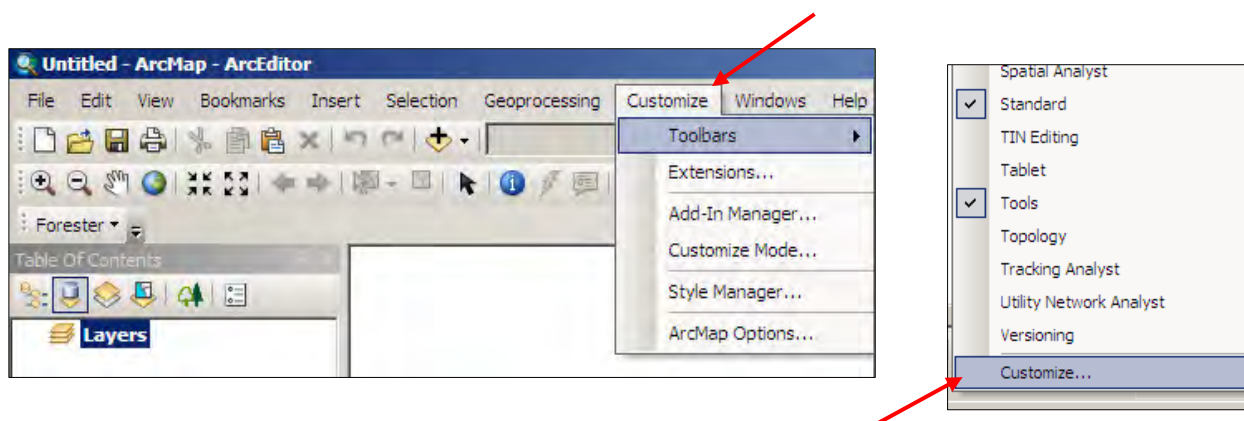 Untitled - ArcMap - ArcEditor
File Edit View Bookmarks Insert Selection Geoprocessing Customize Windows Help
Toolbars
Extensions...
Add-In Manager...
Customize Mode...
Style Manager...
ArcMap Options...
Forester
Table Of Contents
Layers
Spatial Analyst
Standard
TIN Editing
Tablet
Tools
Topology
Tracking Analyst
Utility Network Analyst
Versioning
Customize...